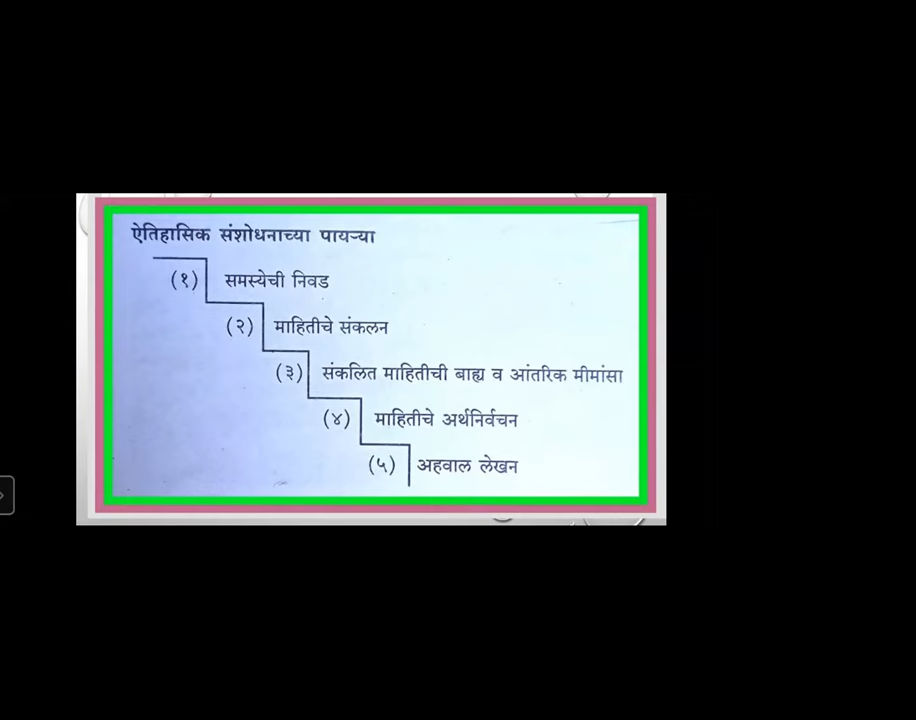 ऐतिहासिक संशोधनाच्या पायऱ्या
(१) समस्येची निवड
(२) माहितीचे संकलन
(३) संकलित माहितीची बाह्य व आंतरिक मीमांसा
(४) माहितीचे अर्थनिर्वचन
(५) अहवाल लेखन